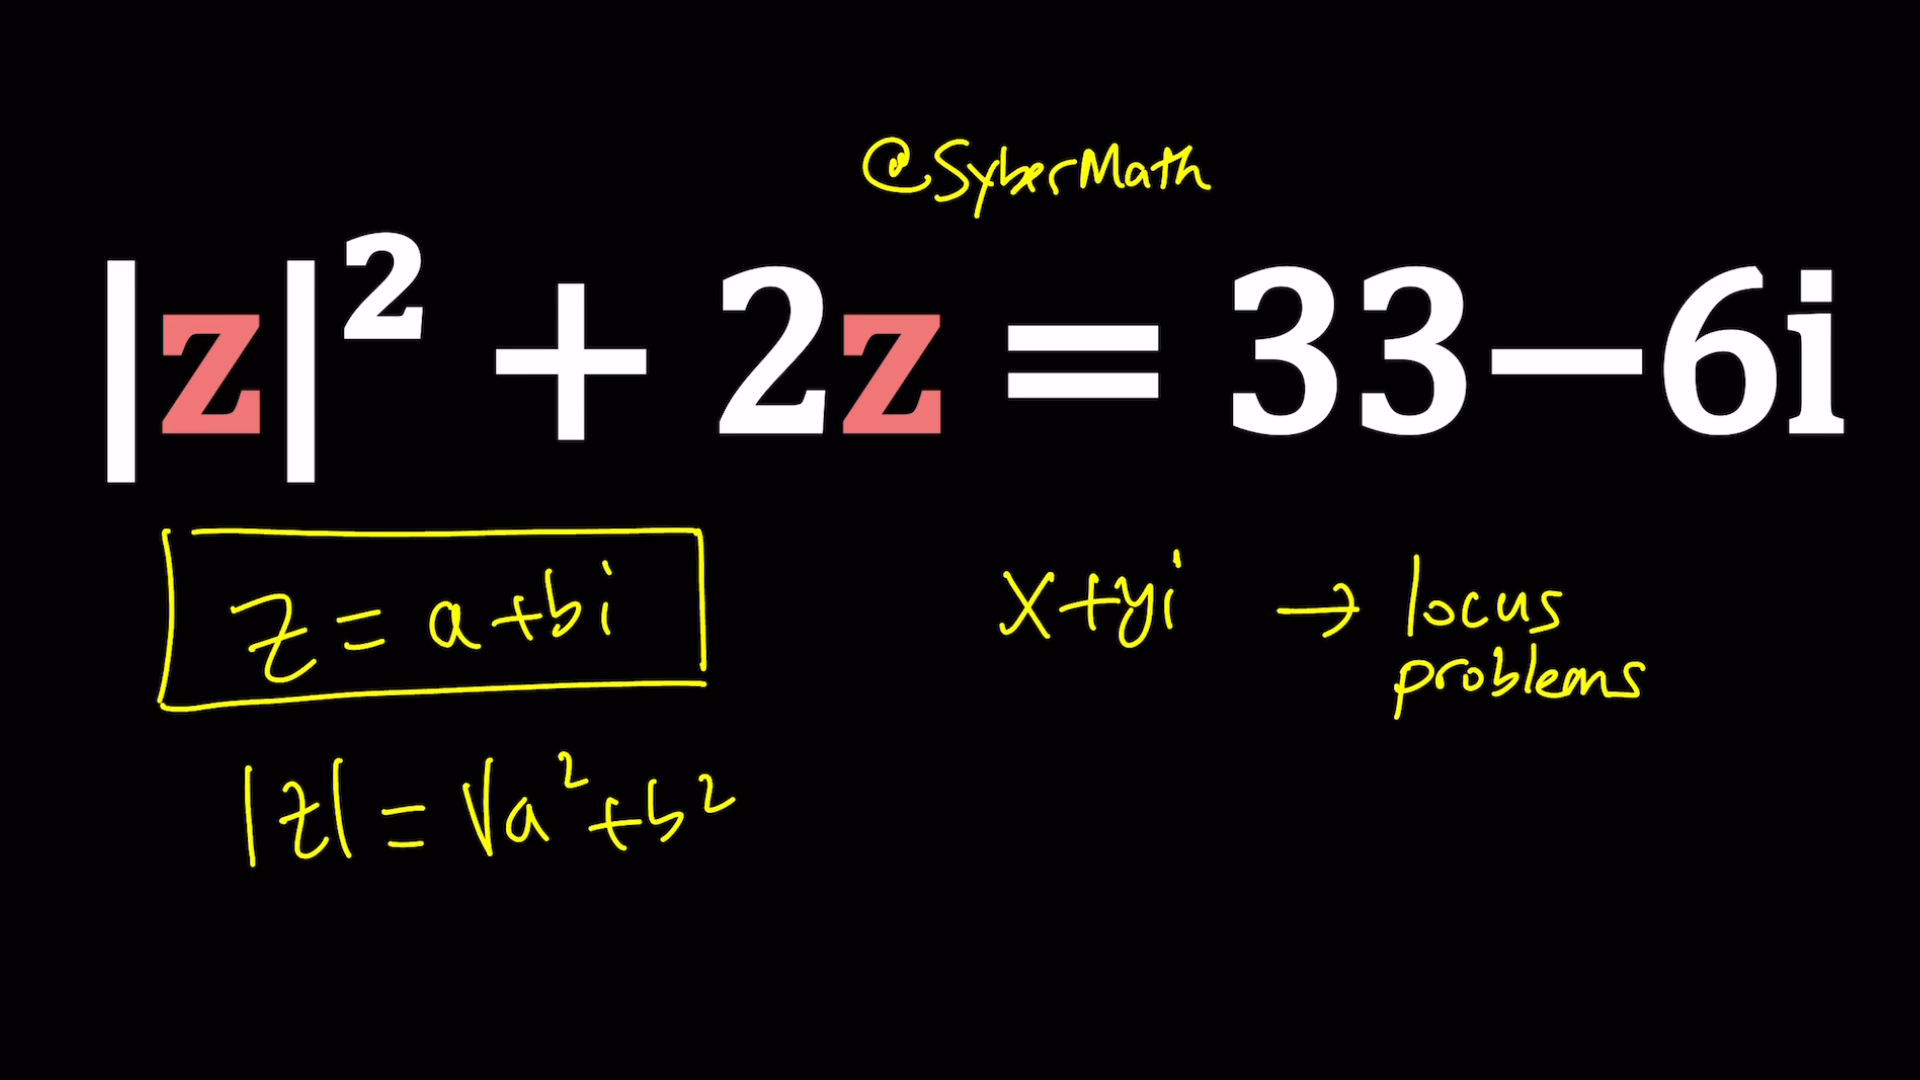 @SyberMath
|z|² + 2z = 33−6i
z = a+bi
x+yi → locus
problems
|z| = √a²+b²